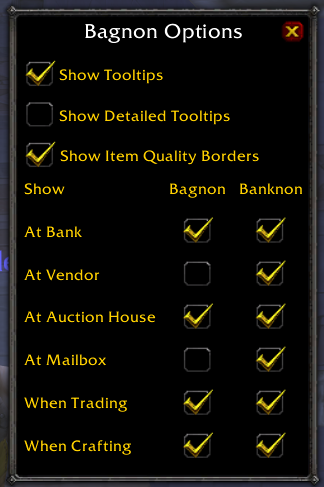 Bagnon Options
Show Tooltips
Show Detailed Tooltips
Show Item Quality Borders
Show Bagnon Banknon
At Bank
At Vendor
At Auction House
At Mailbox
When Trading
When Crafting